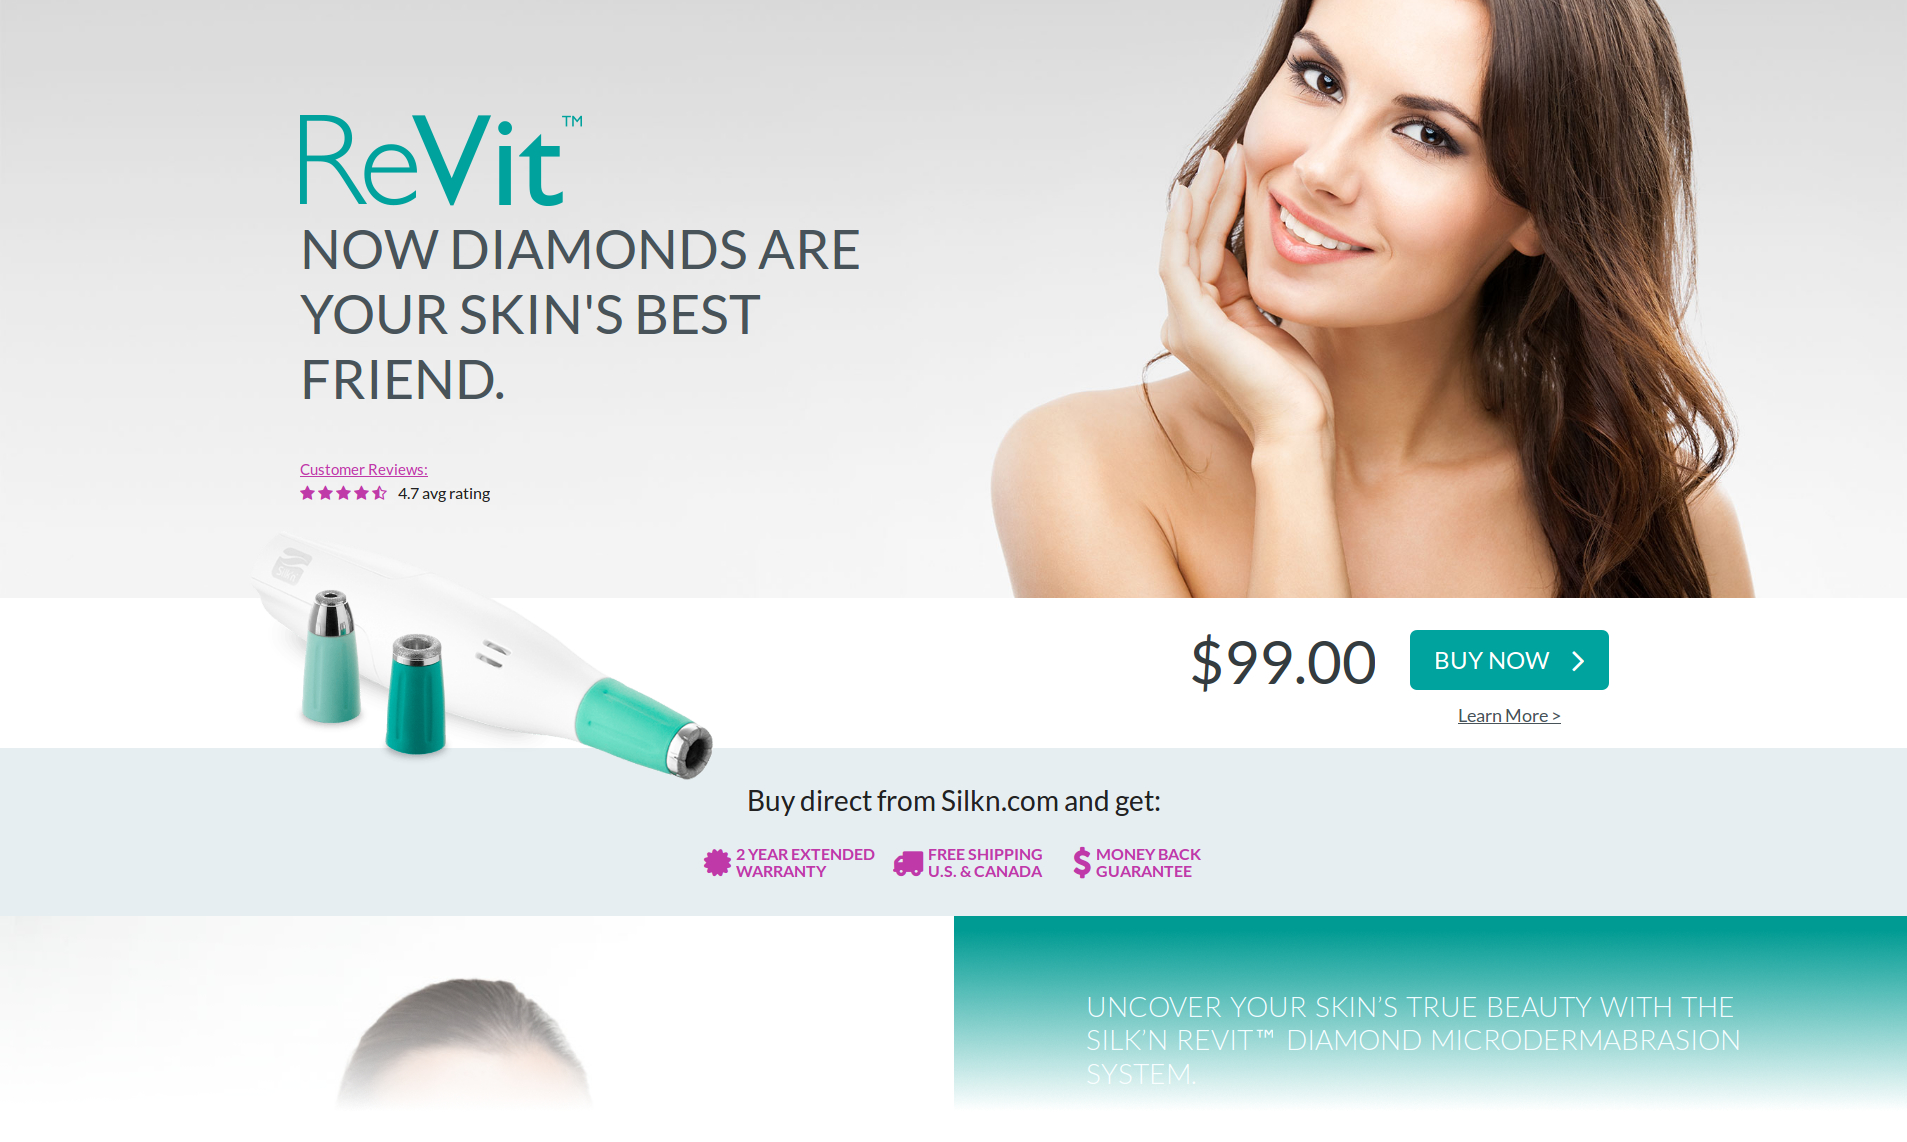 ReVit™
NOW DIAMONDS ARE
YOUR SKIN'S BEST
FRIEND.
Customer Reviews:
4.7 avg rating
Silk'n
$99.00
BUY NOW
Learn More >
Buy direct from Silkn.com and get:
2 YEAR EXTENDED
WARRANTY
FREE SHIPPING
U.S. & CANADA
MONEY BACK
GUARANTEE
UNCOVER YOUR SKIN’S TRUE BEAUTY WITH THE
SILK’N REVIT™ DIAMOND MICRODERMABRASION
SYSTEM.